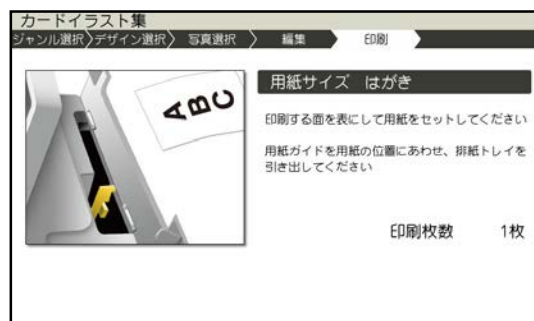 カードイラスト集
ジャンル選択〉デザイン選択〉 写真選択 〉 編集 印刷
ABC
用紙サイズ はがき
印刷する面を表にして用紙をセットしてください
用紙ガイドを用紙の位置にあわせ、排紙トレイを
引き出してください
印刷枚数 1枚